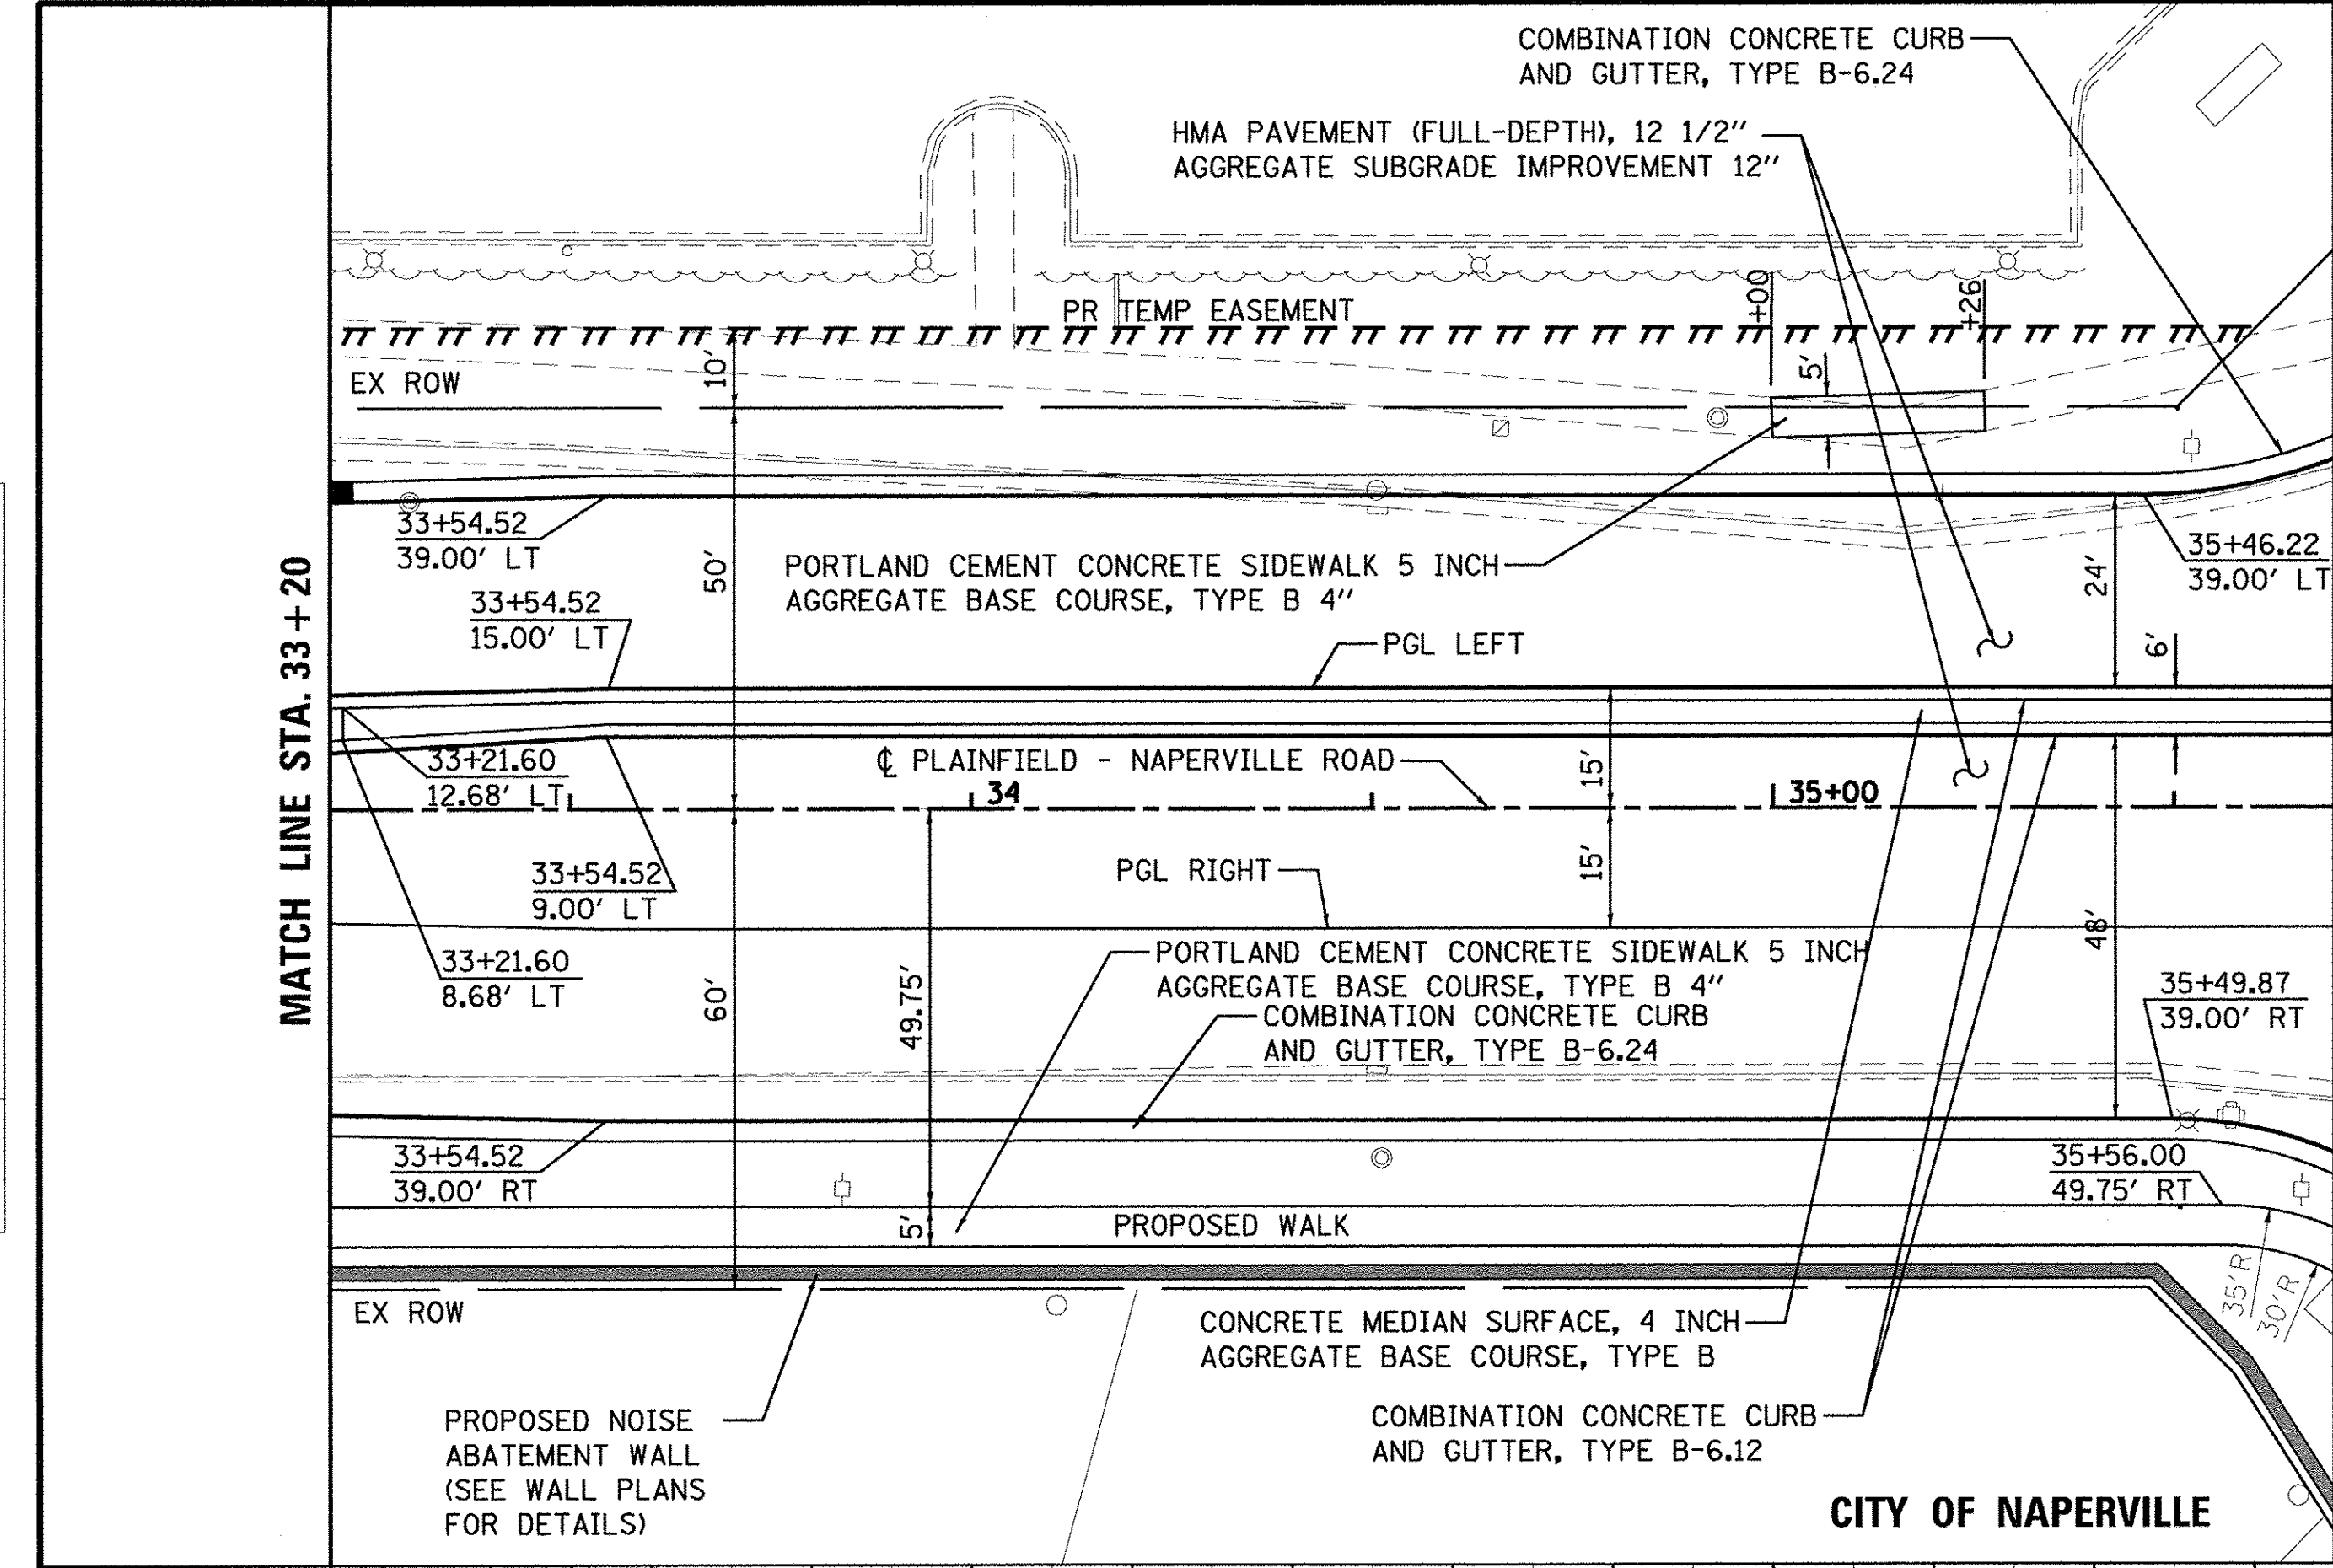 COMBINATION CONCRETE CURB
AND GUTTER, TYPE B-6.24
HMA PAVEMENT (FULL-DEPTH), 12 1/2"
AGGREGATE SUBGRADE IMPROVEMENT 12"
PR TEMP EASEMENT
+00
+26
10'
5'
EX ROW
33+54.52
39.00' LT
50'
PORTLAND CEMENT CONCRETE SIDEWALK 5 INCH
AGGREGATE BASE COURSE, TYPE B 4"
24'
35+46.22
39.00' LT
33+54.52
15.00' LT
PGL LEFT
6'
MATCH LINE STA. 33+20
33+21.60
12.68' LT
℄ PLAINFIELD - NAPERVILLE ROAD
15'
34
35+00
33+54.52
9.00' LT
PGL RIGHT
15'
48'
33+21.60
8.68' LT
60'
49.75'
PORTLAND CEMENT CONCRETE SIDEWALK 5 INCH
AGGREGATE BASE COURSE, TYPE B 4"
COMBINATION CONCRETE CURB
AND GUTTER, TYPE B-6.24
35+49.87
39.00' RT
33+54.52
39.00' RT
35+56.00
49.75' RT
5'
PROPOSED WALK
35'R
30'R
EX ROW
CONCRETE MEDIAN SURFACE, 4 INCH
AGGREGATE BASE COURSE, TYPE B
PROPOSED NOISE
ABATEMENT WALL
(SEE WALL PLANS
FOR DETAILS)
COMBINATION CONCRETE CURB
AND GUTTER, TYPE B-6.12
CITY OF NAPERVILLE